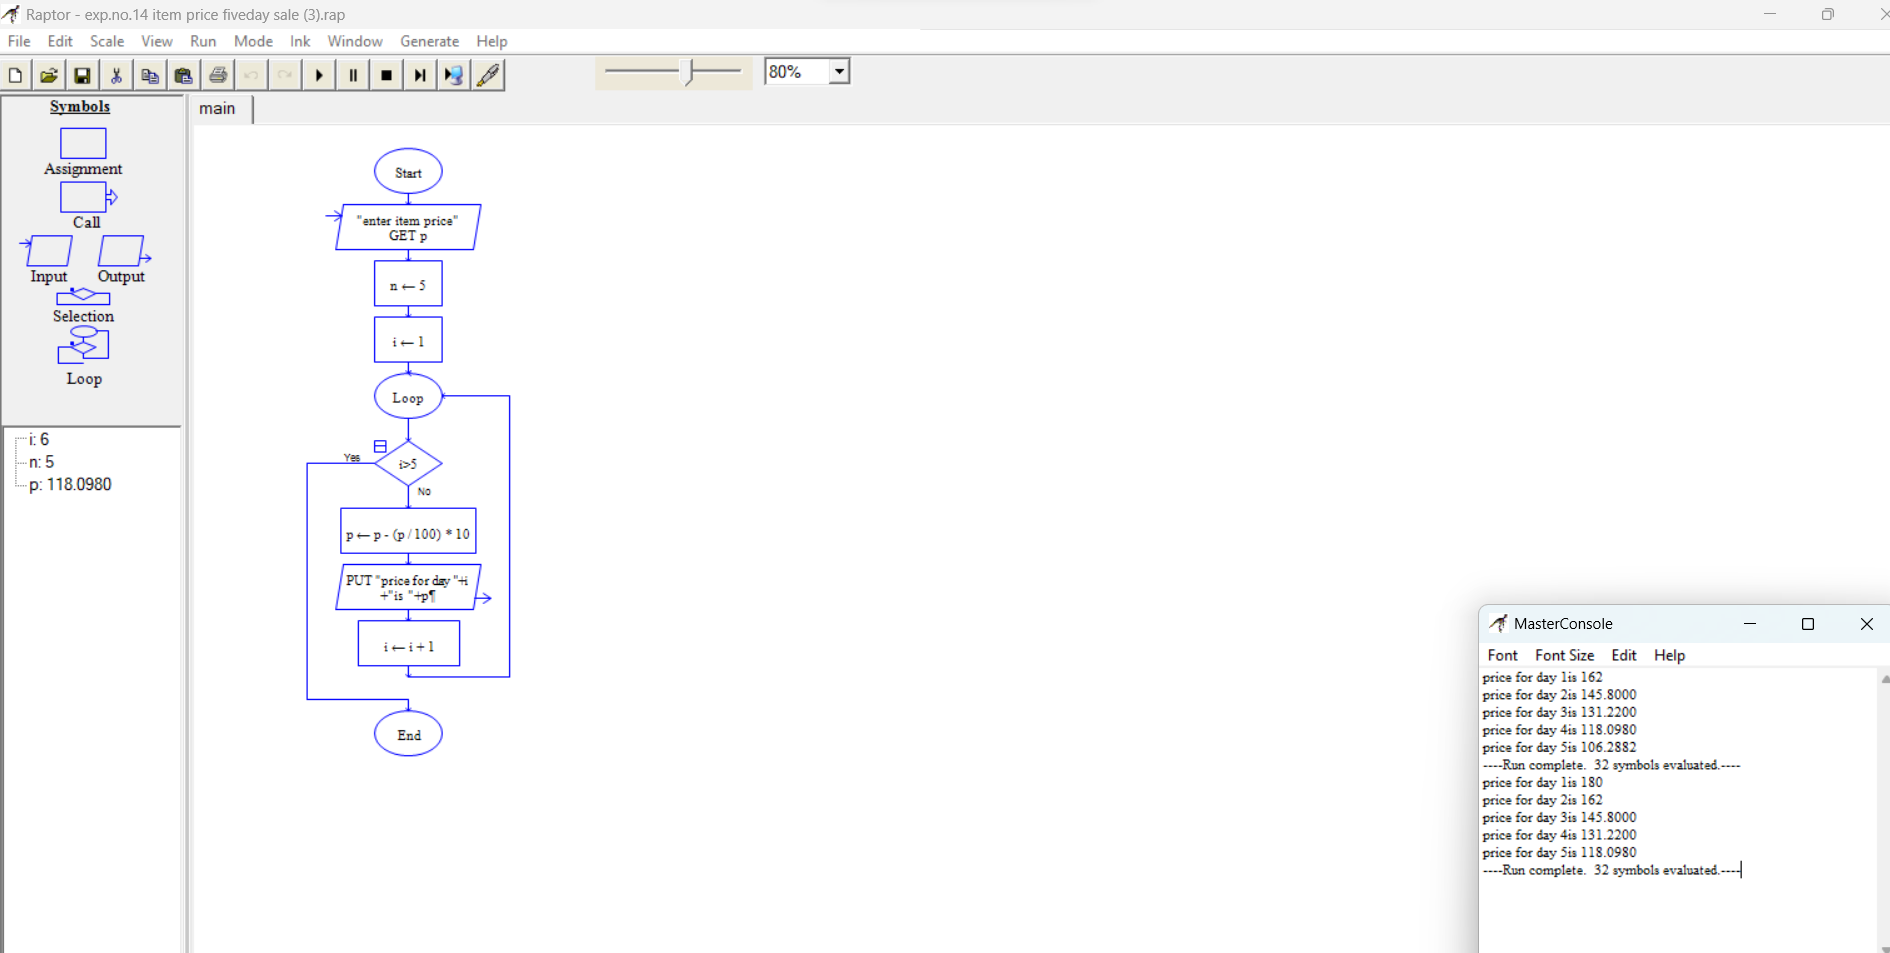 Raptor - exp.no.14 item price fiveday sale (3).rap
File Edit Scale View Run Mode Ink Window Generate Help
80%
Symbols
Assignment
Call
Input Output
Selection
Loop
i: 6
n: 5
p: 118.0980
main
Start
"enter item price"
GET p
n ← 5
i ← 1
Loop
Yes
i>5
No
p ← p - (p / 100) * 10
PUT "price for day "+i
+"is "+p¶
i ← i + 1
End
MasterConsole
Font Font Size Edit Help
price for day 1is 162
price for day 2is 145.8000
price for day 3is 131.2200
price for day 4is 118.0980
price for day 5is 106.2882
----Run complete.  32 symbols evaluated.----
price for day 1is 180
price for day 2is 162
price for day 3is 145.8000
price for day 4is 131.2200
price for day 5is 118.0980
----Run complete.  32 symbols evaluated.----